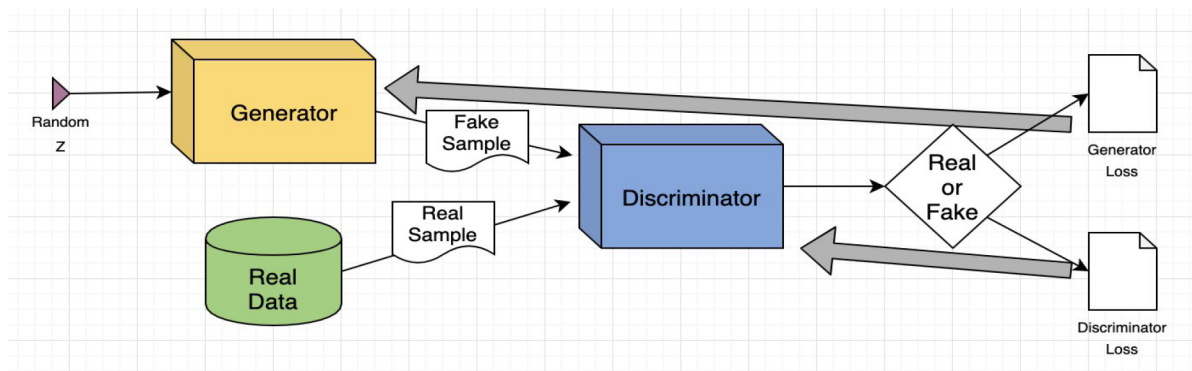 Random
Z
Generator
Fake
Sample
Real
Sample
Real
Data
Discriminator
Real
or
Fake
Generator
Loss
Discriminator
Loss